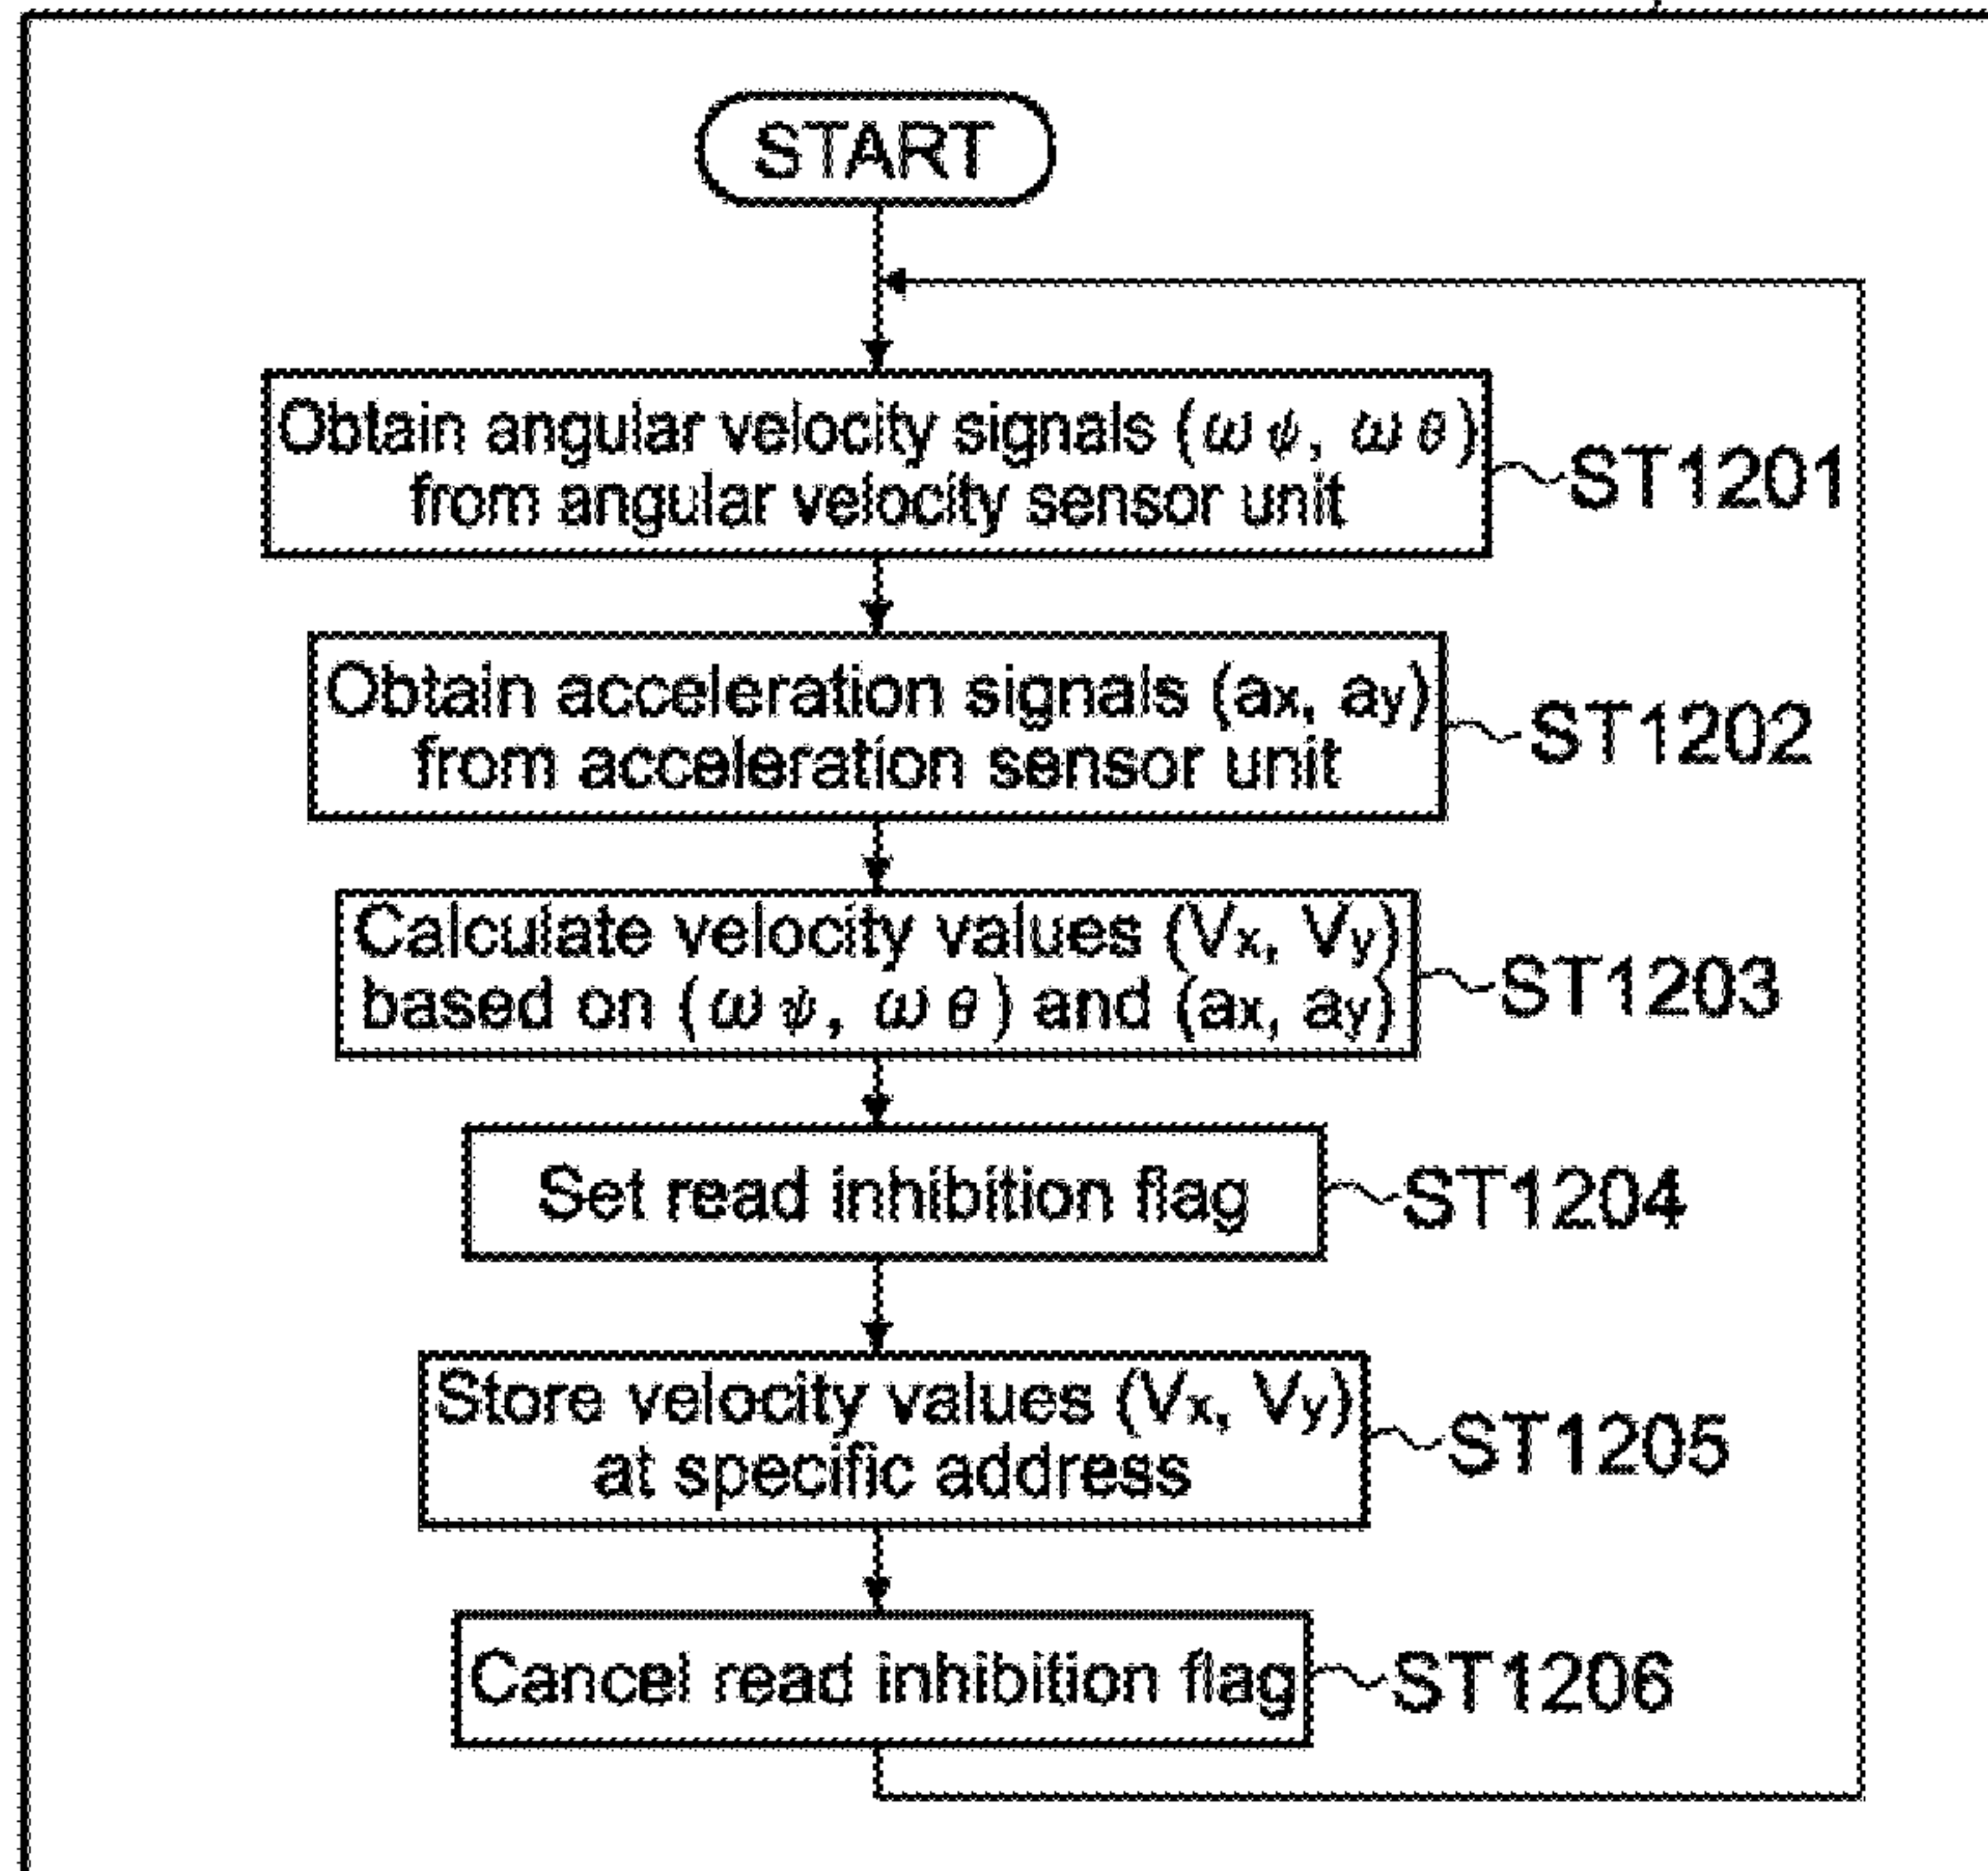 START
Obtain angular velocity signals (ωψ, ωθ)
from angular velocity sensor unit
ST1201
Obtain acceleration signals (ax, ay)
from acceleration sensor unit
ST1202
Calculate velocity values (Vx, Vy)
based on (ωψ, ωθ) and (ax, ay)
ST1203
Set read inhibition flag
ST1204
Store velocity values (Vx, Vy)
at specific address
ST1205
Cancel read inhibition flag
ST1206